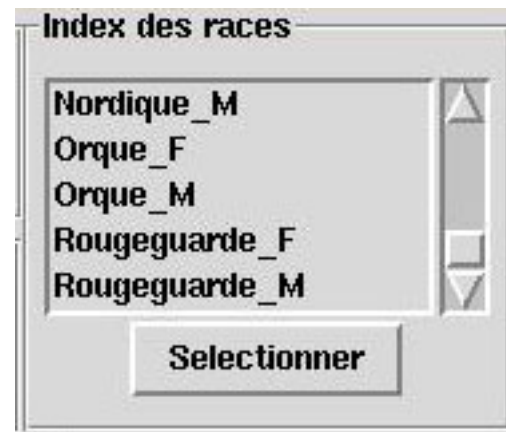 Index des races
Nordique_M
Orque_F
Orque_M
Rougeguarde_F
Rougeguarde_M
Selectionner